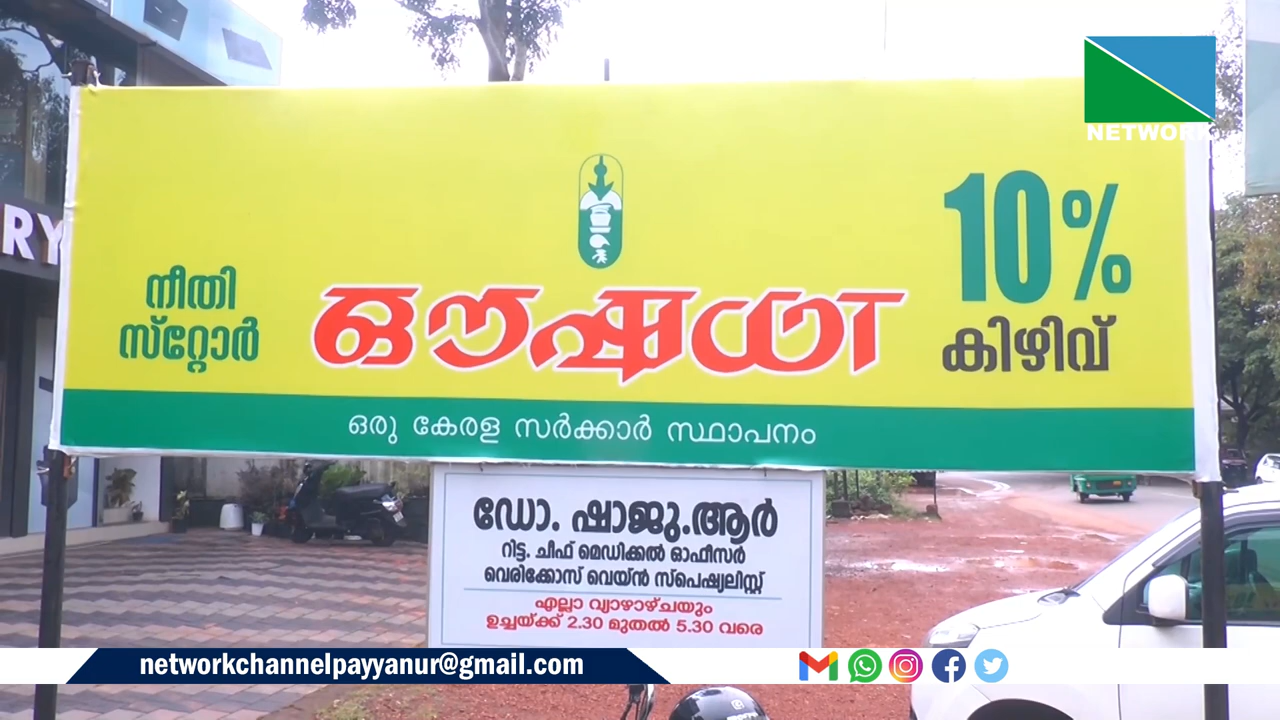 NETWORK
RY
10%
കിഴിവ്
നീതി
സ്റ്റോർ
ഔഷധി
ഒരു കേരള സർക്കാർ സ്ഥാപനം
ഡോ. ഷാജു.ആർ
റിട്ട. ചീഫ് മെഡിക്കൽ ഓഫീസർ
വെരിക്കോസ് വെയ്ൻ സ്പെഷ്യലിസ്റ്റ്
എല്ലാ വ്യാഴാഴ്ചയും
ഉച്ചയ്ക്ക് 2.30 മുതൽ 5.30 വരെ
networkchannelpayyanur@gmail.com